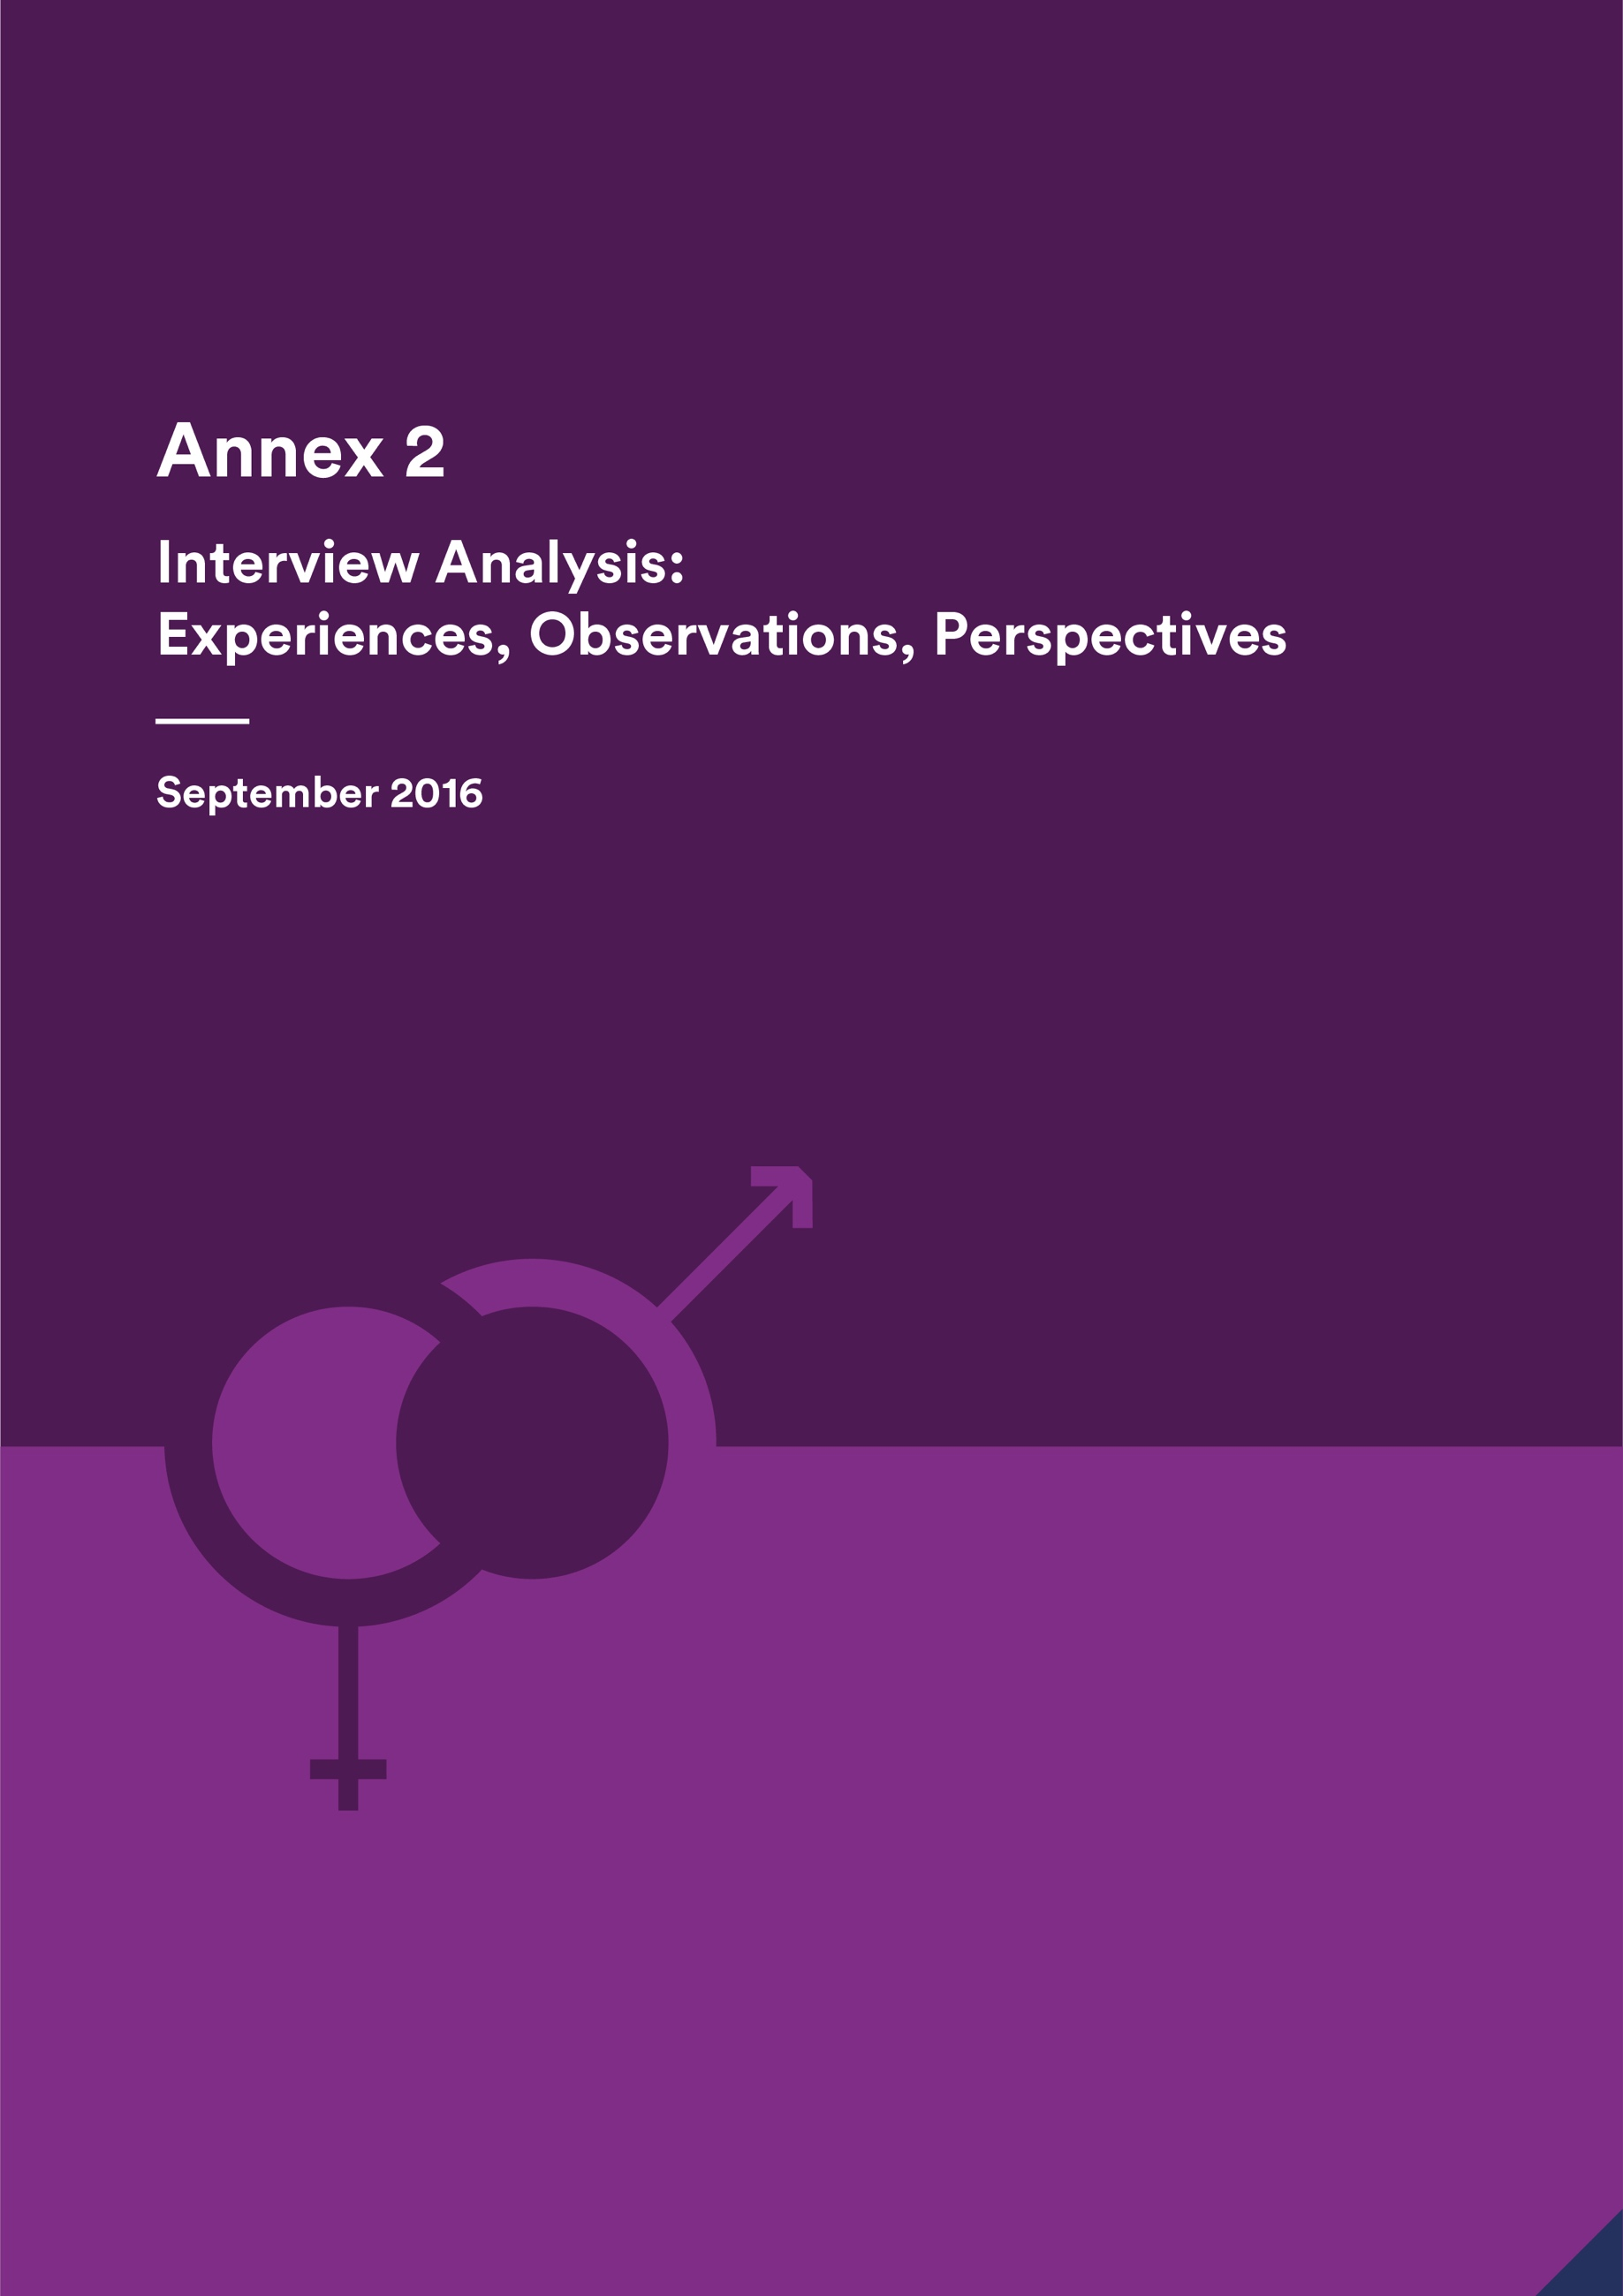 Annex 2
Interview Analysis:
Experiences, Observations, Perspectives
September 2016